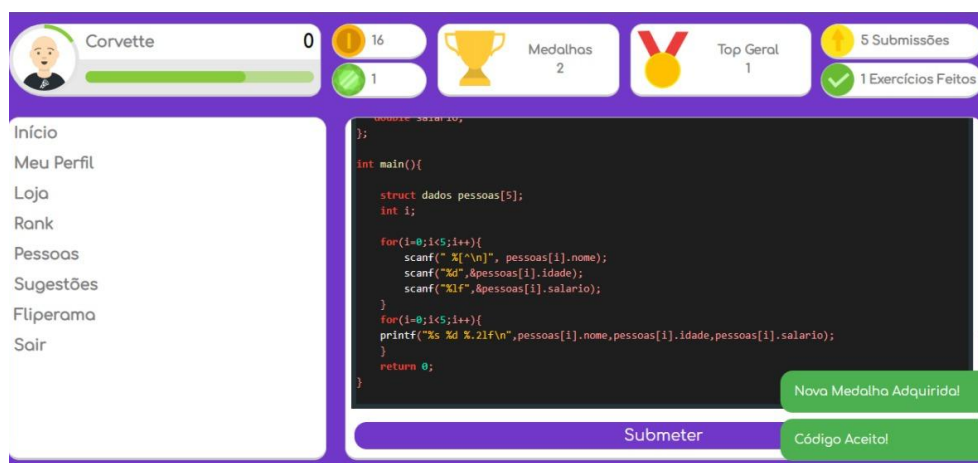 Corvette 0
16
1
Medalhas
2
Top Geral
1
5 Submissões
1 Exercícios Feitos
Início
Meu Perfil
Loja
Rank
Pessoas
Sugestões
Fliperama
Sair
double salario;
};
int main(){
struct dados pessoas[5];
int i;
for(i=0;i<5;i++){
scanf(" %[^\n]", pessoas[i].nome);
scanf("%d",&pessoas[i].idade);
scanf("%lf",&pessoas[i].salario);
}
for(i=0;i<5;i++){
printf("%s %d %.2lf\n",pessoas[i].nome,pessoas[i].idade,pessoas[i].salario);
}
return 0;
}
Submeter
Nova Medalha Adquirida!
Código Aceito!